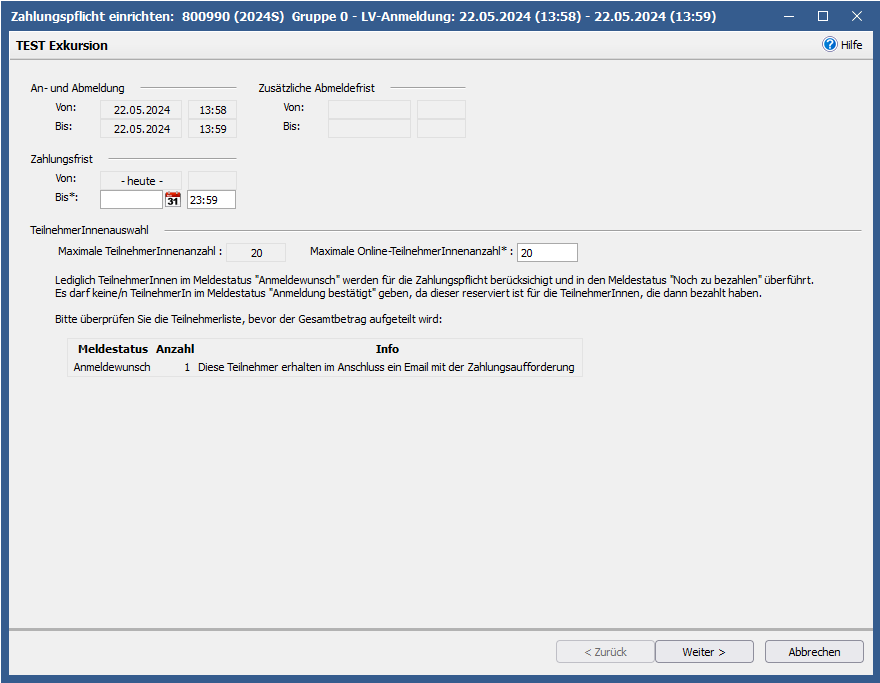 Zahlungspflicht einrichten: 800990 (2024S) Gruppe 0 - LV-Anmeldung: 22.05.2024 (13:58) - 22.05.2024 (13:59)
TEST Exkursion
? Hilfe
An- und Abmeldung Zusätzliche Abmeldefrist
Von: 22.05.2024 13:58 Von:
Bis: 22.05.2024 13:59 Bis:
Zahlungsfrist
Von: - heute -
Bis*: 31 23:59
TeilnehmerInnenauswahl
Maximale TeilnehmerInnenanzahl : 20 Maximale Online-TeilnehmerInnenanzahl* : 20
Lediglich TeilnehmerInnen im Meldestatus "Anmeldewunsch" werden für die Zahlungspflicht berücksichigt und in den Meldestatus "Noch zu bezahlen" überführt.
Es darf keine/n TeilnehmerIn im Meldestatus "Anmeldung bestätigt" geben, da dieser reserviert ist für die TeilnehmerInnen, die dann bezahlt haben.
Bitte überprüfen Sie die Teilnehmerliste, bevor der Gesamtbetrag aufgeteilt wird:
Meldestatus Anzahl Info
Anmeldewunsch 1 Diese Teilnehmer erhalten im Anschluss ein Email mit der Zahlungsaufforderung
< Zurück Weiter > Abbrechen